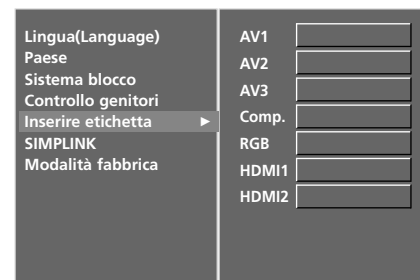 Lingua(Language)
Paese
Sistema blocco
Controllo genitori
Inserire etichetta ►
SIMPLINK
Modalità fabbrica
AV1
AV2
AV3
Comp.
RGB
HDMI1
HDMI2